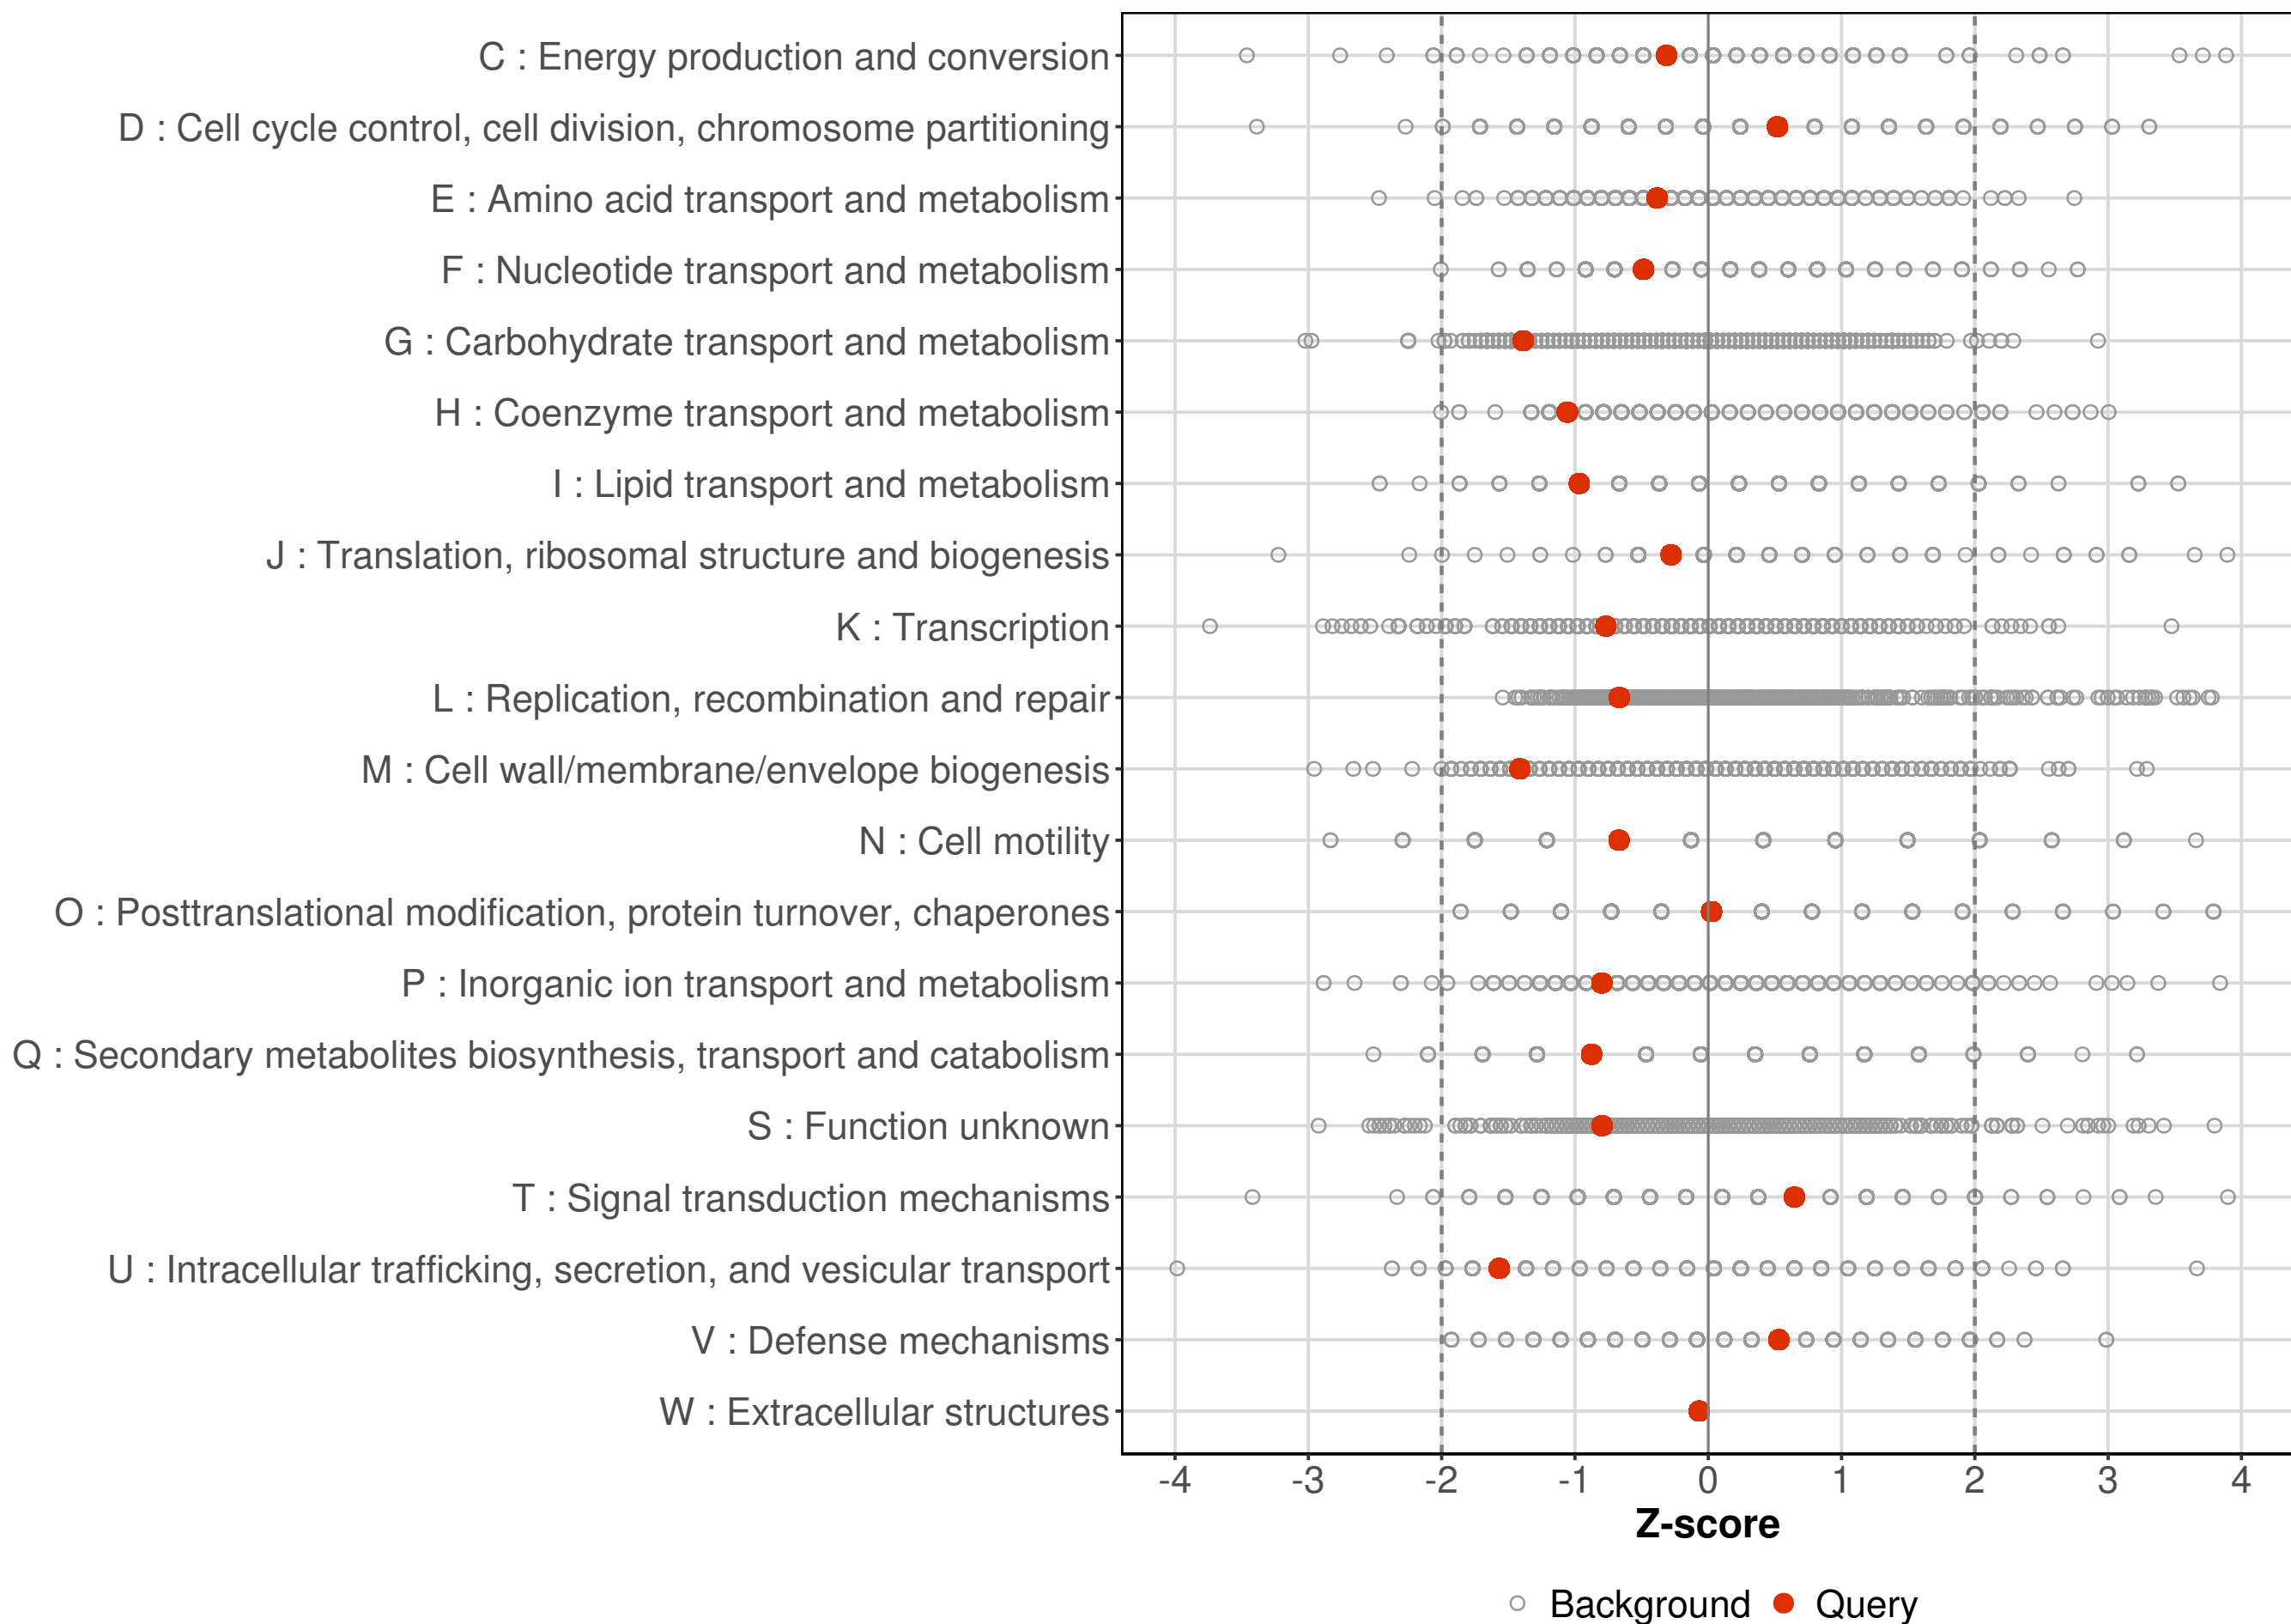 C : Energy production and conversion
D : Cell cycle control, cell division, chromosome partitioning
E : Amino acid transport and metabolism
F : Nucleotide transport and metabolism
G : Carbohydrate transport and metabolism
H : Coenzyme transport and metabolism
I : Lipid transport and metabolism
J : Translation, ribosomal structure and biogenesis
K : Transcription
L : Replication, recombination and repair
M : Cell wall/membrane/envelope biogenesis
N : Cell motility
O : Posttranslational modification, protein turnover, chaperones
P : Inorganic ion transport and metabolism
Q : Secondary metabolites biosynthesis, transport and catabolism
S : Function unknown
T : Signal transduction mechanisms
U : Intracellular trafficking, secretion, and vesicular transport
V : Defense mechanisms
W : Extracellular structures
-4 -3 -2 -1 0 1 2 3 4
Z-score
Background Query